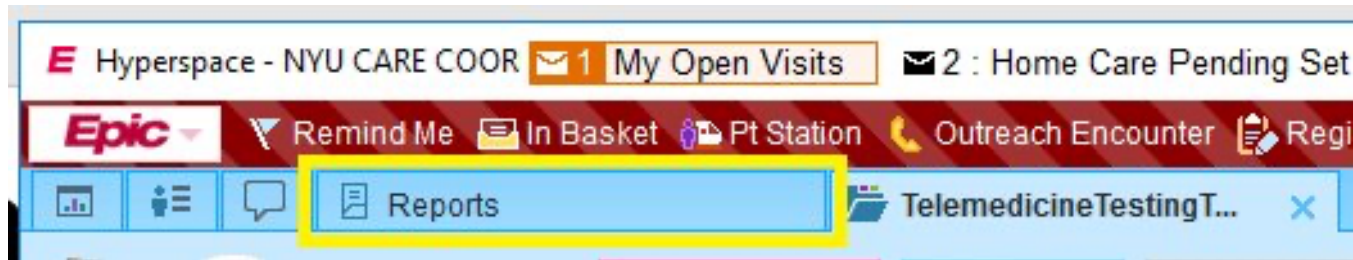 E Hyperspace - NYU CARE COOR 1 My Open Visits 2 : Home Care Pending Set
Epic Remind Me In Basket Pt Station Outreach Encounter Regi
Reports TelemedicineTestingT...